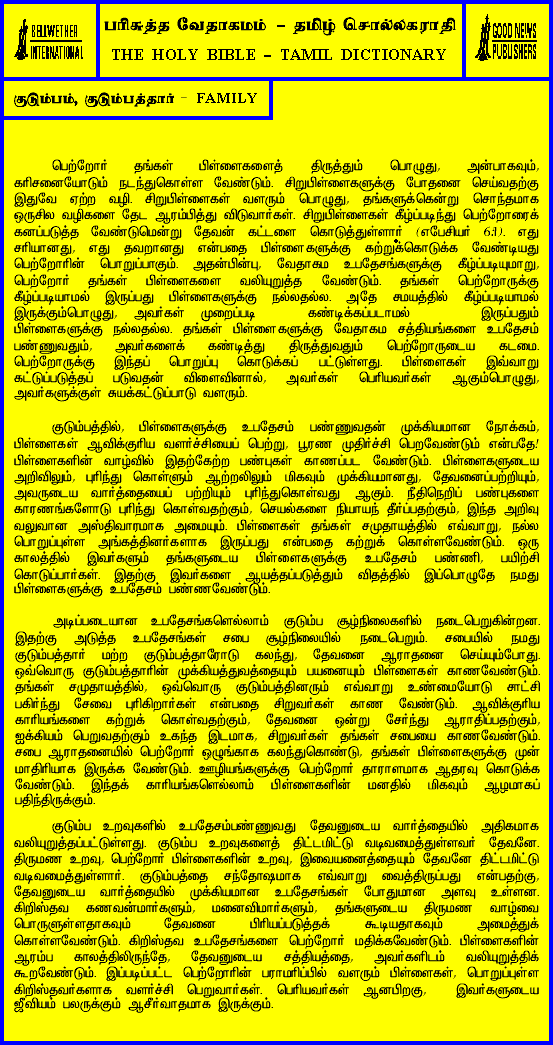 BELLWETHER
INTERNATIONAL
பரிசுத்த வேதாகமம் - தமிழ் சொல்லகராதி
THE HOLY BIBLE - TAMIL DICTIONARY
GOOD NEWS
PUBLISHERS
குடும்பம், குடும்பத்தார் - FAMILY
பெற்றோர் தங்கள் பிள்ளைகளைத் திருத்தும் பொழுது, அன்பாகவும்,
கரிசனையோடும் நடந்துகொள்ள வேண்டும். சிறுபிள்ளைகளுக்கு போதனை செய்வதற்கு
இதுவே ஏற்ற வழி. சிறுபிள்ளைகள் வளரும் பொழுது, தங்களுக்கென்று சொந்தமாக
ஒருசில வழிகளை தேட ஆரம்பித்து விடுவார்கள். சிறுபிள்ளைகள் கீழ்ப்படிந்து பெற்றோரைக்
கனப்படுத்த வேண்டுமென்று தேவன் கட்டளை கொடுத்துள்ளார் (எபேசியர் 6:1). எது
சரியானது, எது தவறானது என்பதை பிள்ளைகளுக்கு கற்றுக்கொடுக்க வேண்டியது
பெற்றோரின் பொறுப்பாகும். அதன்பின்பு, வேதாகம உபதேசங்களுக்கு கீழ்ப்படியுமாறு,
பெற்றோர் தங்கள் பிள்ளைகளை வலியுறுத்த வேண்டும். தங்கள் பெற்றோருக்கு
கீழ்ப்படியாமல் இருப்பது பிள்ளைகளுக்கு நல்லதல்ல. அதே சமயத்தில் கீழ்ப்படியாமல்
இருக்கும்பொழுது, அவர்கள் முறைப்படி கண்டிக்கப்படாமல் இருப்பதும்
பிள்ளைகளுக்கு நல்லதல்ல. தங்கள் பிள்ளைகளுக்கு வேதாகம சத்தியங்களை உபதேசம்
பண்ணுவதும், அவர்களைக் கண்டித்து திருத்துவதும் பெற்றோருடைய கடமை.
பெற்றோருக்கு இந்தப் பொறுப்பு கொடுக்கப் பட்டுள்ளது. பிள்ளைகள் இவ்வாறு
கட்டுப்படுத்தப் படுவதன் விளைவினால், அவர்கள் பெரியவர்கள் ஆகும்பொழுது,
அவர்களுக்குள் சுயக்கட்டுப்பாடு வளரும்.
குடும்பத்தில், பிள்ளைகளுக்கு உபதேசம் பண்ணுவதன் முக்கியமான நோக்கம்,
பிள்ளைகள் ஆவிக்குரிய வளர்ச்சியைப் பெற்று, பூரண முதிர்ச்சி பெறவேண்டும் என்பதே!
பிள்ளைகளின் வாழ்வில் இதற்கேற்ற பண்புகள் காணப்பட வேண்டும். பிள்ளைகளுடைய
அறிவிலும், புரிந்து கொள்ளும் ஆற்றலிலும் மிகவும் முக்கியமானது, தேவனைப்பற்றியும்,
அவருடைய வார்த்தையைப் பற்றியும் புரிந்துகொள்வது ஆகும். நீதிநெறிப் பண்புகளை
காரணங்களோடு புரிந்து கொள்வதற்கும், செயல்களை நியாயந் தீர்ப்பதற்கும், இந்த அறிவு
வலுவான அஸ்திவாரமாக அமையும். பிள்ளைகள் தங்கள் சமுதாயத்தில் எவ்வாறு, நல்ல
பொறுப்புள்ள அங்கத்தினர்களாக இருப்பது என்பதை கற்றுக் கொள்ளவேண்டும். ஒரு
காலத்தில் இவர்களும் தங்களுடைய பிள்ளைகளுக்கு உபதேசம் பண்ணி, பயிற்சி
கொடுப்பார்கள். இதற்கு இவர்களை ஆயத்தப்படுத்தும் விதத்தில் இப்பொழுதே நமது
பிள்ளைகளுக்கு உபதேசம் பண்ணவேண்டும்.
அடிப்படையான உபதேசங்களெல்லாம் குடும்ப சூழ்நிலைகளில் நடைபெறுகின்றன.
இதற்கு அடுத்த உபதேசங்கள் சபை சூழ்நிலையில் நடைபெறும். சபையில் நமது
குடும்பத்தார் மற்ற குடும்பத்தாரோடு கலந்து, தேவனை ஆராதனை செய்யும்போது.
ஒவ்வொரு குடும்பத்தாரின் முக்கியத்துவத்தையும் பயனையும் பிள்ளைகள் காணவேண்டும்.
தங்கள் சமுதாயத்தில், ஒவ்வொரு குடும்பத்தினரும் எவ்வாறு உண்மையோடு சாட்சி
பகிர்ந்து சேவை புரிகிறார்கள் என்பதை சிறுவர்கள் காண வேண்டும். ஆவிக்குரிய
காரியங்களை கற்றுக் கொள்வதற்கும், தேவனை ஒன்று சேர்ந்து ஆராதிப்பதற்கும்,
ஐக்கியம் பெறுவதற்கும் உகந்த இடமாக, சிறுவர்கள் தங்கள் சபையை காணவேண்டும்.
சபை ஆராதனையில் பெற்றோர் ஒழுங்காக கலந்துகொண்டு, தங்கள் பிள்ளைகளுக்கு முன்
மாதிரியாக இருக்க வேண்டும். ஊழியங்களுக்கு பெற்றோர் தாராளமாக ஆதரவு கொடுக்க
வேண்டும். இந்தக் காரியங்களெல்லாம் பிள்ளைகளின் மனதில் மிகவும் ஆழமாகப்
பதிந்திருக்கும்.
குடும்ப உறவுகளில் உபதேசம்பண்ணுவது தேவனுடைய வார்த்தையில் அதிகமாக
வலியுறுத்தப்பட்டுள்ளது. குடும்ப உறவுகளைத் திட்டமிட்டு வடிவமைத்துள்ளவர் தேவனே.
திருமண உறவு, பெற்றோர் பிள்ளைகளின் உறவு, இவையனைத்தையும் தேவனே திட்டமிட்டு
வடிவமைத்துள்ளார். குடும்பத்தை சந்தோஷமாக எவ்வாறு வைத்திருப்பது என்பதற்கு,
தேவனுடைய வார்த்தையில் முக்கியமான உபதேசங்கள் போதுமான அளவு உள்ளன.
கிறிஸ்தவ கணவன்மார்களும், மனைவிமார்களும், தங்களுடைய திருமண வாழ்வை
பொருளுள்ளதாகவும் தேவனை பிரியப்படுத்தக் கூடியதாகவும் அமைத்துக்
கொள்ளவேண்டும். கிறிஸ்தவ உபதேசங்களை பெற்றோர் மதிக்கவேண்டும். பிள்ளைகளின்
ஆரம்ப காலத்திலிருந்தே, தேவனுடைய சத்தியத்தை, அவர்களிடம் வலியுறுத்திக்
கூறவேண்டும். இப்படிப்பட்ட பெற்றோரின் பராமரிப்பில் வளரும் பிள்ளைகள், பொறுப்புள்ள
கிறிஸ்தவர்களாக வளர்ச்சி பெறுவார்கள். பெரியவர்கள் ஆனபிறகு, இவர்களுடைய
ஜீவியம் பலருக்கும் ஆசீர்வாதமாக இருக்கும்.